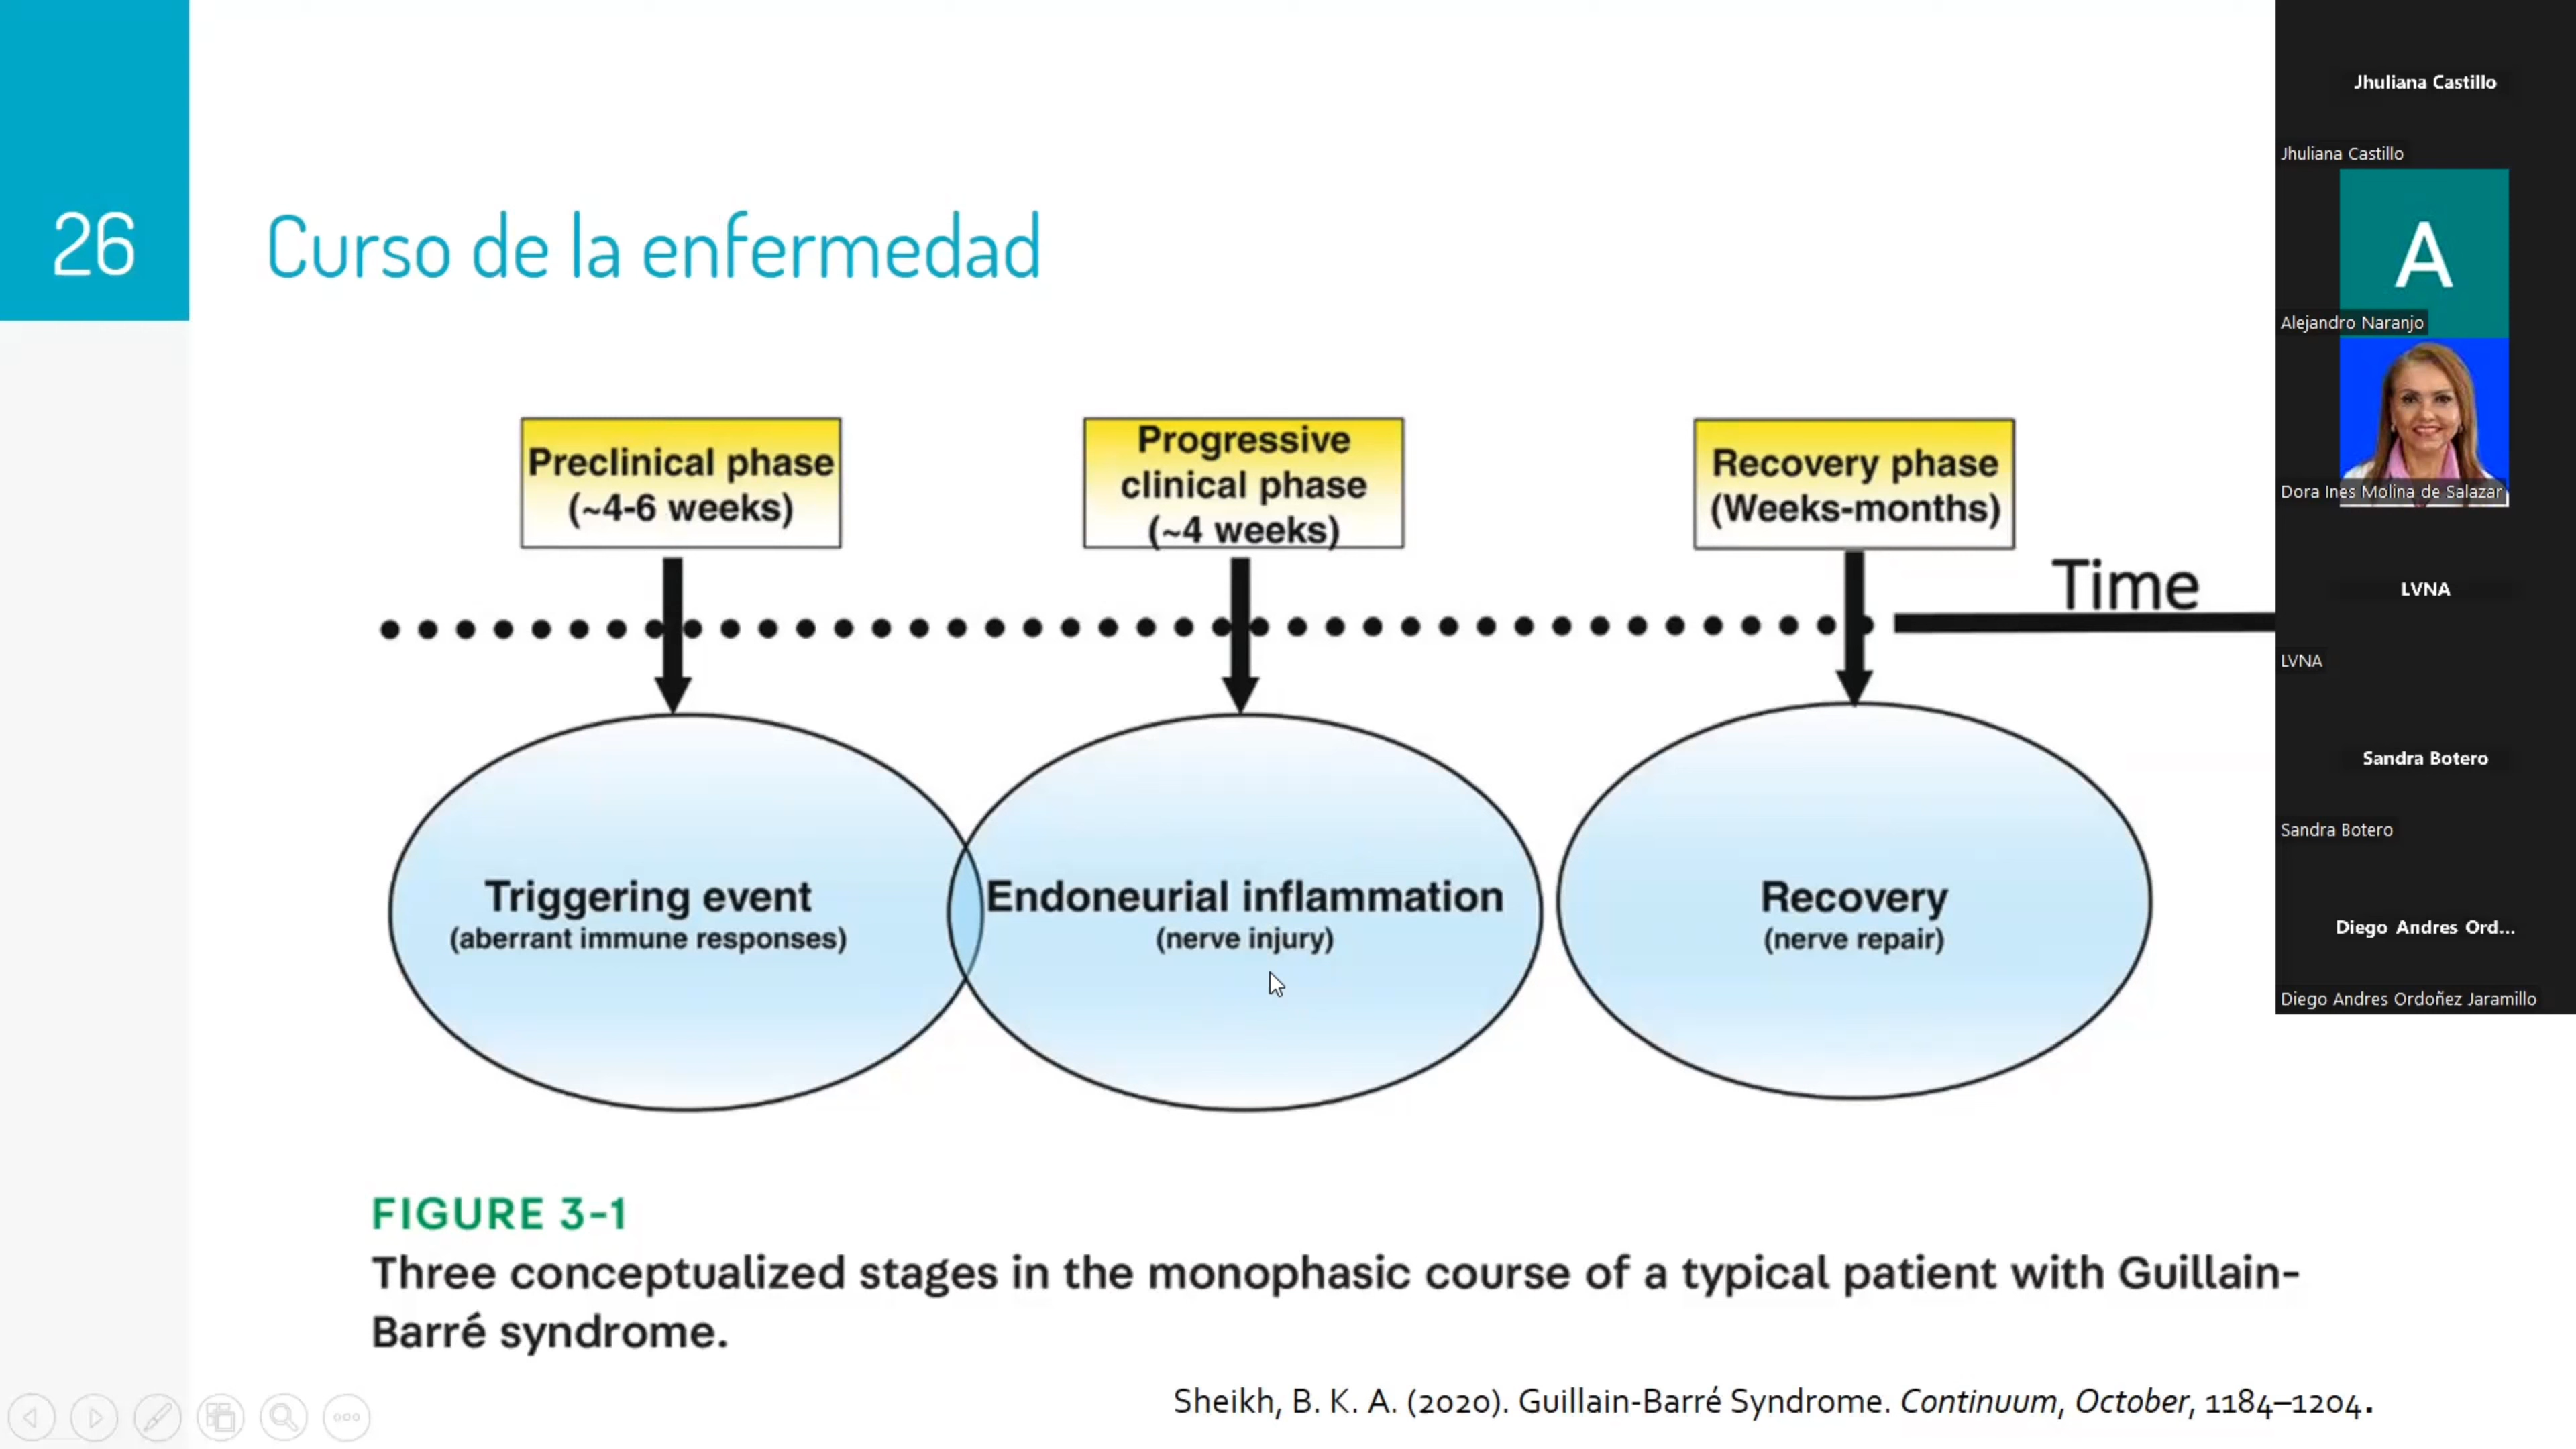 26
Curso de la enfermedad
Preclinical phase
(~4-6 weeks)
Progressive
clinical phase
(~4 weeks)
Recovery phase
(Weeks-months)
Time
Triggering event
(aberrant immune responses)
Endoneurial inflammation
(nerve injury)
Recovery
(nerve repair)
FIGURE 3-1
Three conceptualized stages in the monophasic course of a typical patient with Guillain-
Barré syndrome.
Sheikh, B. K. A. (2020). Guillain-Barré Syndrome. Continuum, October, 1184–1204.
Jhuliana Castillo
Jhuliana Castillo
A
Alejandro Naranjo
Dora Ines Molina de Salazar
LVNA
LVNA
Sandra Botero
Sandra Botero
Diego Andres Ord...
Diego Andres Ordoñez Jaramillo